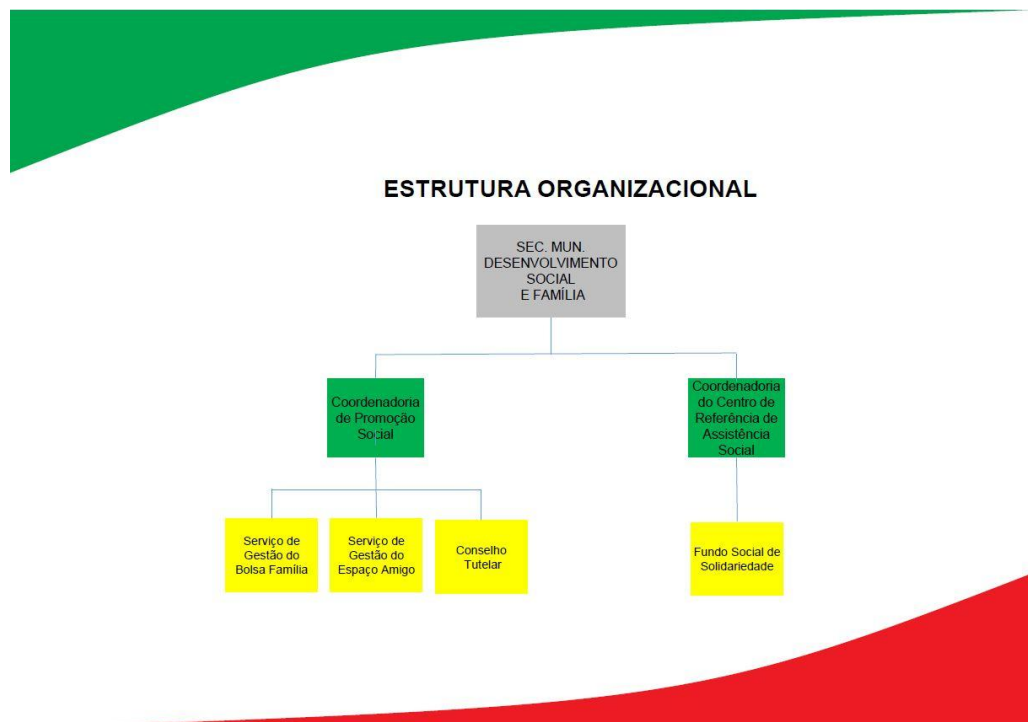 ESTRUTURA ORGANIZACIONAL
SEC. MUN.
DESENVOLVIMENTO
SOCIAL
E FAMÍLIA
Coordenadoria
de Promoção
Social
Coordenadoria
do Centro de
Referência de
Assistência
Social
Serviço de
Gestão do
Bolsa Família
Serviço de
Gestão do
Espaço Amigo
Conselho
Tutelar
Fundo Social de
Solidariedade